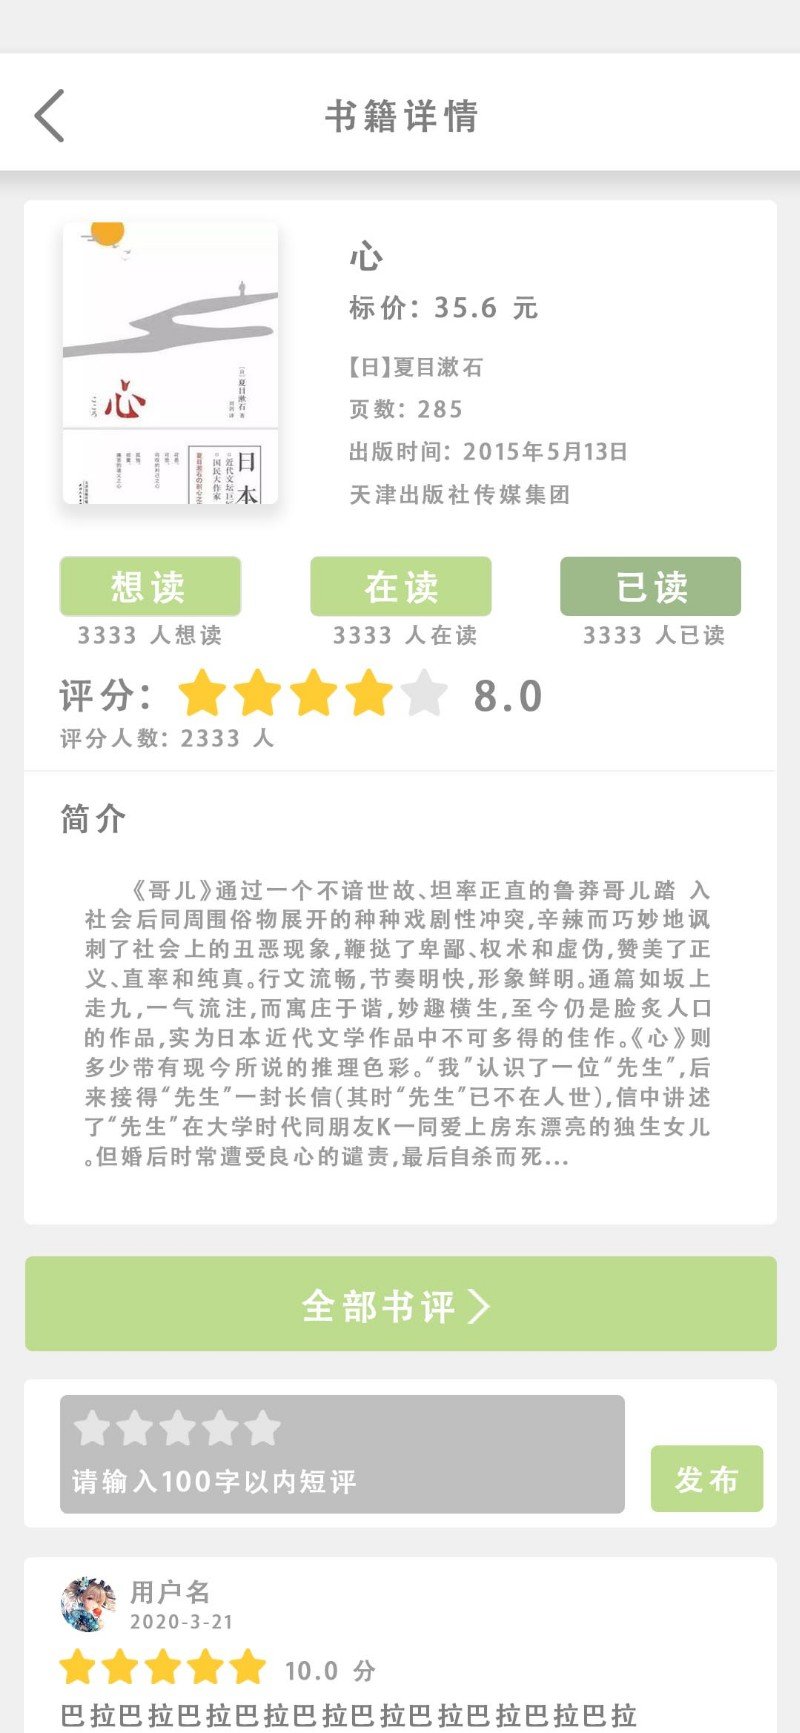 书籍详情
心
标价: 35.6 元
【日】夏目漱石
页数: 285
出版时间: 2015年5月13日
天津出版社传媒集团
心
こころ
[日]夏目漱石 著
日本
近代文坛巨匠
国民大作家
想读
在读
已读
3333 人想读
3333 人在读
3333 人已读
评分: 8.0
评分人数: 2333 人
简介
《哥儿》通过一个不谙世故、坦率正直的鲁莽哥儿踏 入
社会后同周围俗物展开的种种戏剧性冲突,辛辣而巧妙地讽
刺了社会上的丑恶现象,鞭挞了卑鄙、权术和虚伪,赞美了正
义、直率和纯真。行文流畅,节奏明快,形象鲜明。通篇如坂上
走九,一气流注,而寓庄于谐,妙趣横生,至今仍是脸炙人口
的作品,实为日本近代文学作品中不可多得的佳作。《心》则
多少带有现今所说的推理色彩。“我”认识了一位“先生”,后
来接得“先生”一封长信(其时“先生”已不在人世),信中讲述
了“先生”在大学时代同朋友K一同爱上房东漂亮的独生女儿
。但婚后时常遭受良心的谴责,最后自杀而死...
全部书评
请输入100字以内短评
发布
用户名
2020-3-21
10.0 分
巴拉巴拉巴拉巴拉巴拉巴拉巴拉巴拉巴拉巴拉